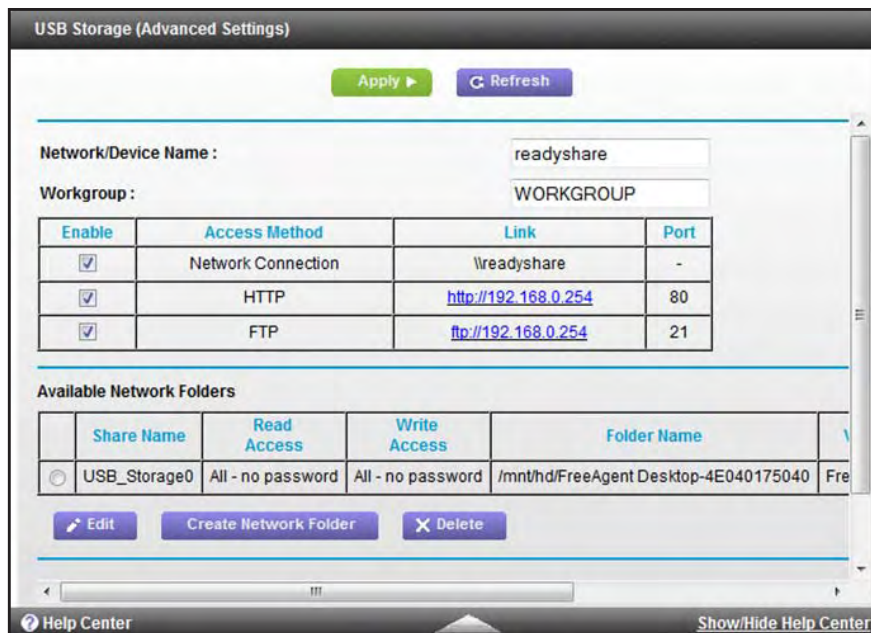 USB Storage (Advanced Settings)
Apply
Refresh
Network/Device Name : readyshare
Workgroup : WORKGROUP
Enable Access Method Link Port
Network Connection \\readyshare -
HTTP http://192.168.0.254 80
FTP ftp://192.168.0.254 21
Available Network Folders
Share Name Read Access Write Access Folder Name
USB_Storage0 All - no password All - no password /mnt/hd/FreeAgent Desktop-4E040175040 Fre
Edit Create Network Folder Delete
Help Center Show/Hide Help Center